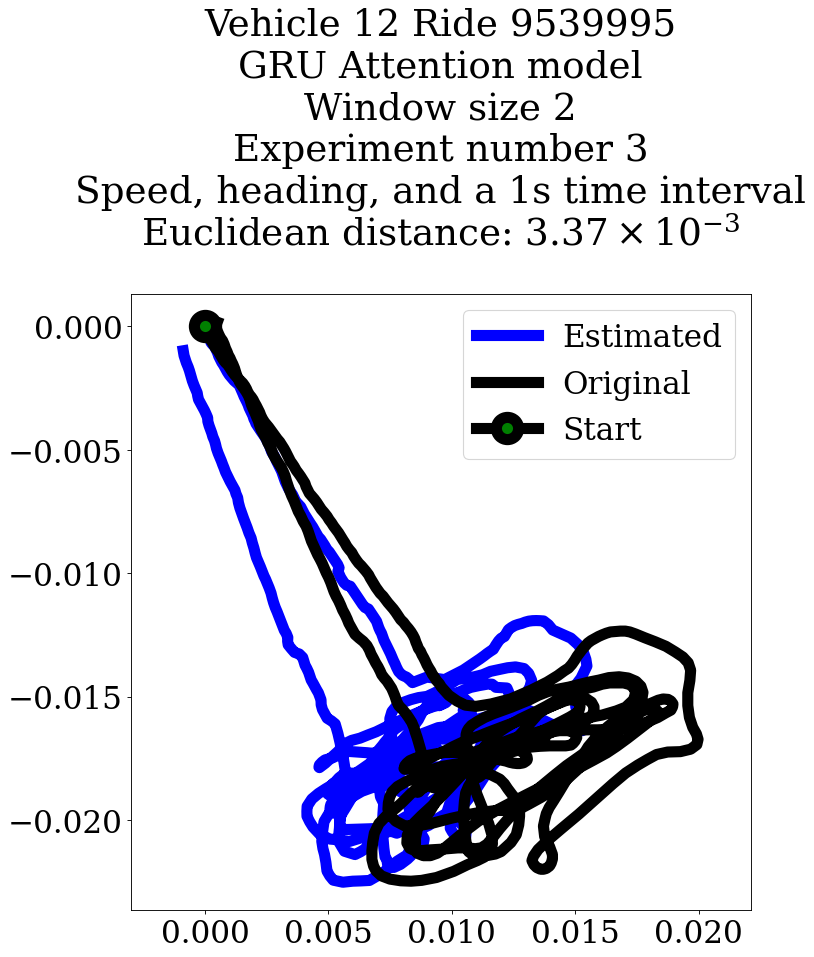 Vehicle 12 Ride 9539995
GRU Attention model
Window size 2
Experiment number 3
Speed, heading, and a 1s time interval
Euclidean distance: 3.37 × 10⁻³
Estimated
Original
Start
0.000
−0.005
−0.010
−0.015
−0.020
0.000 0.005 0.010 0.015 0.020